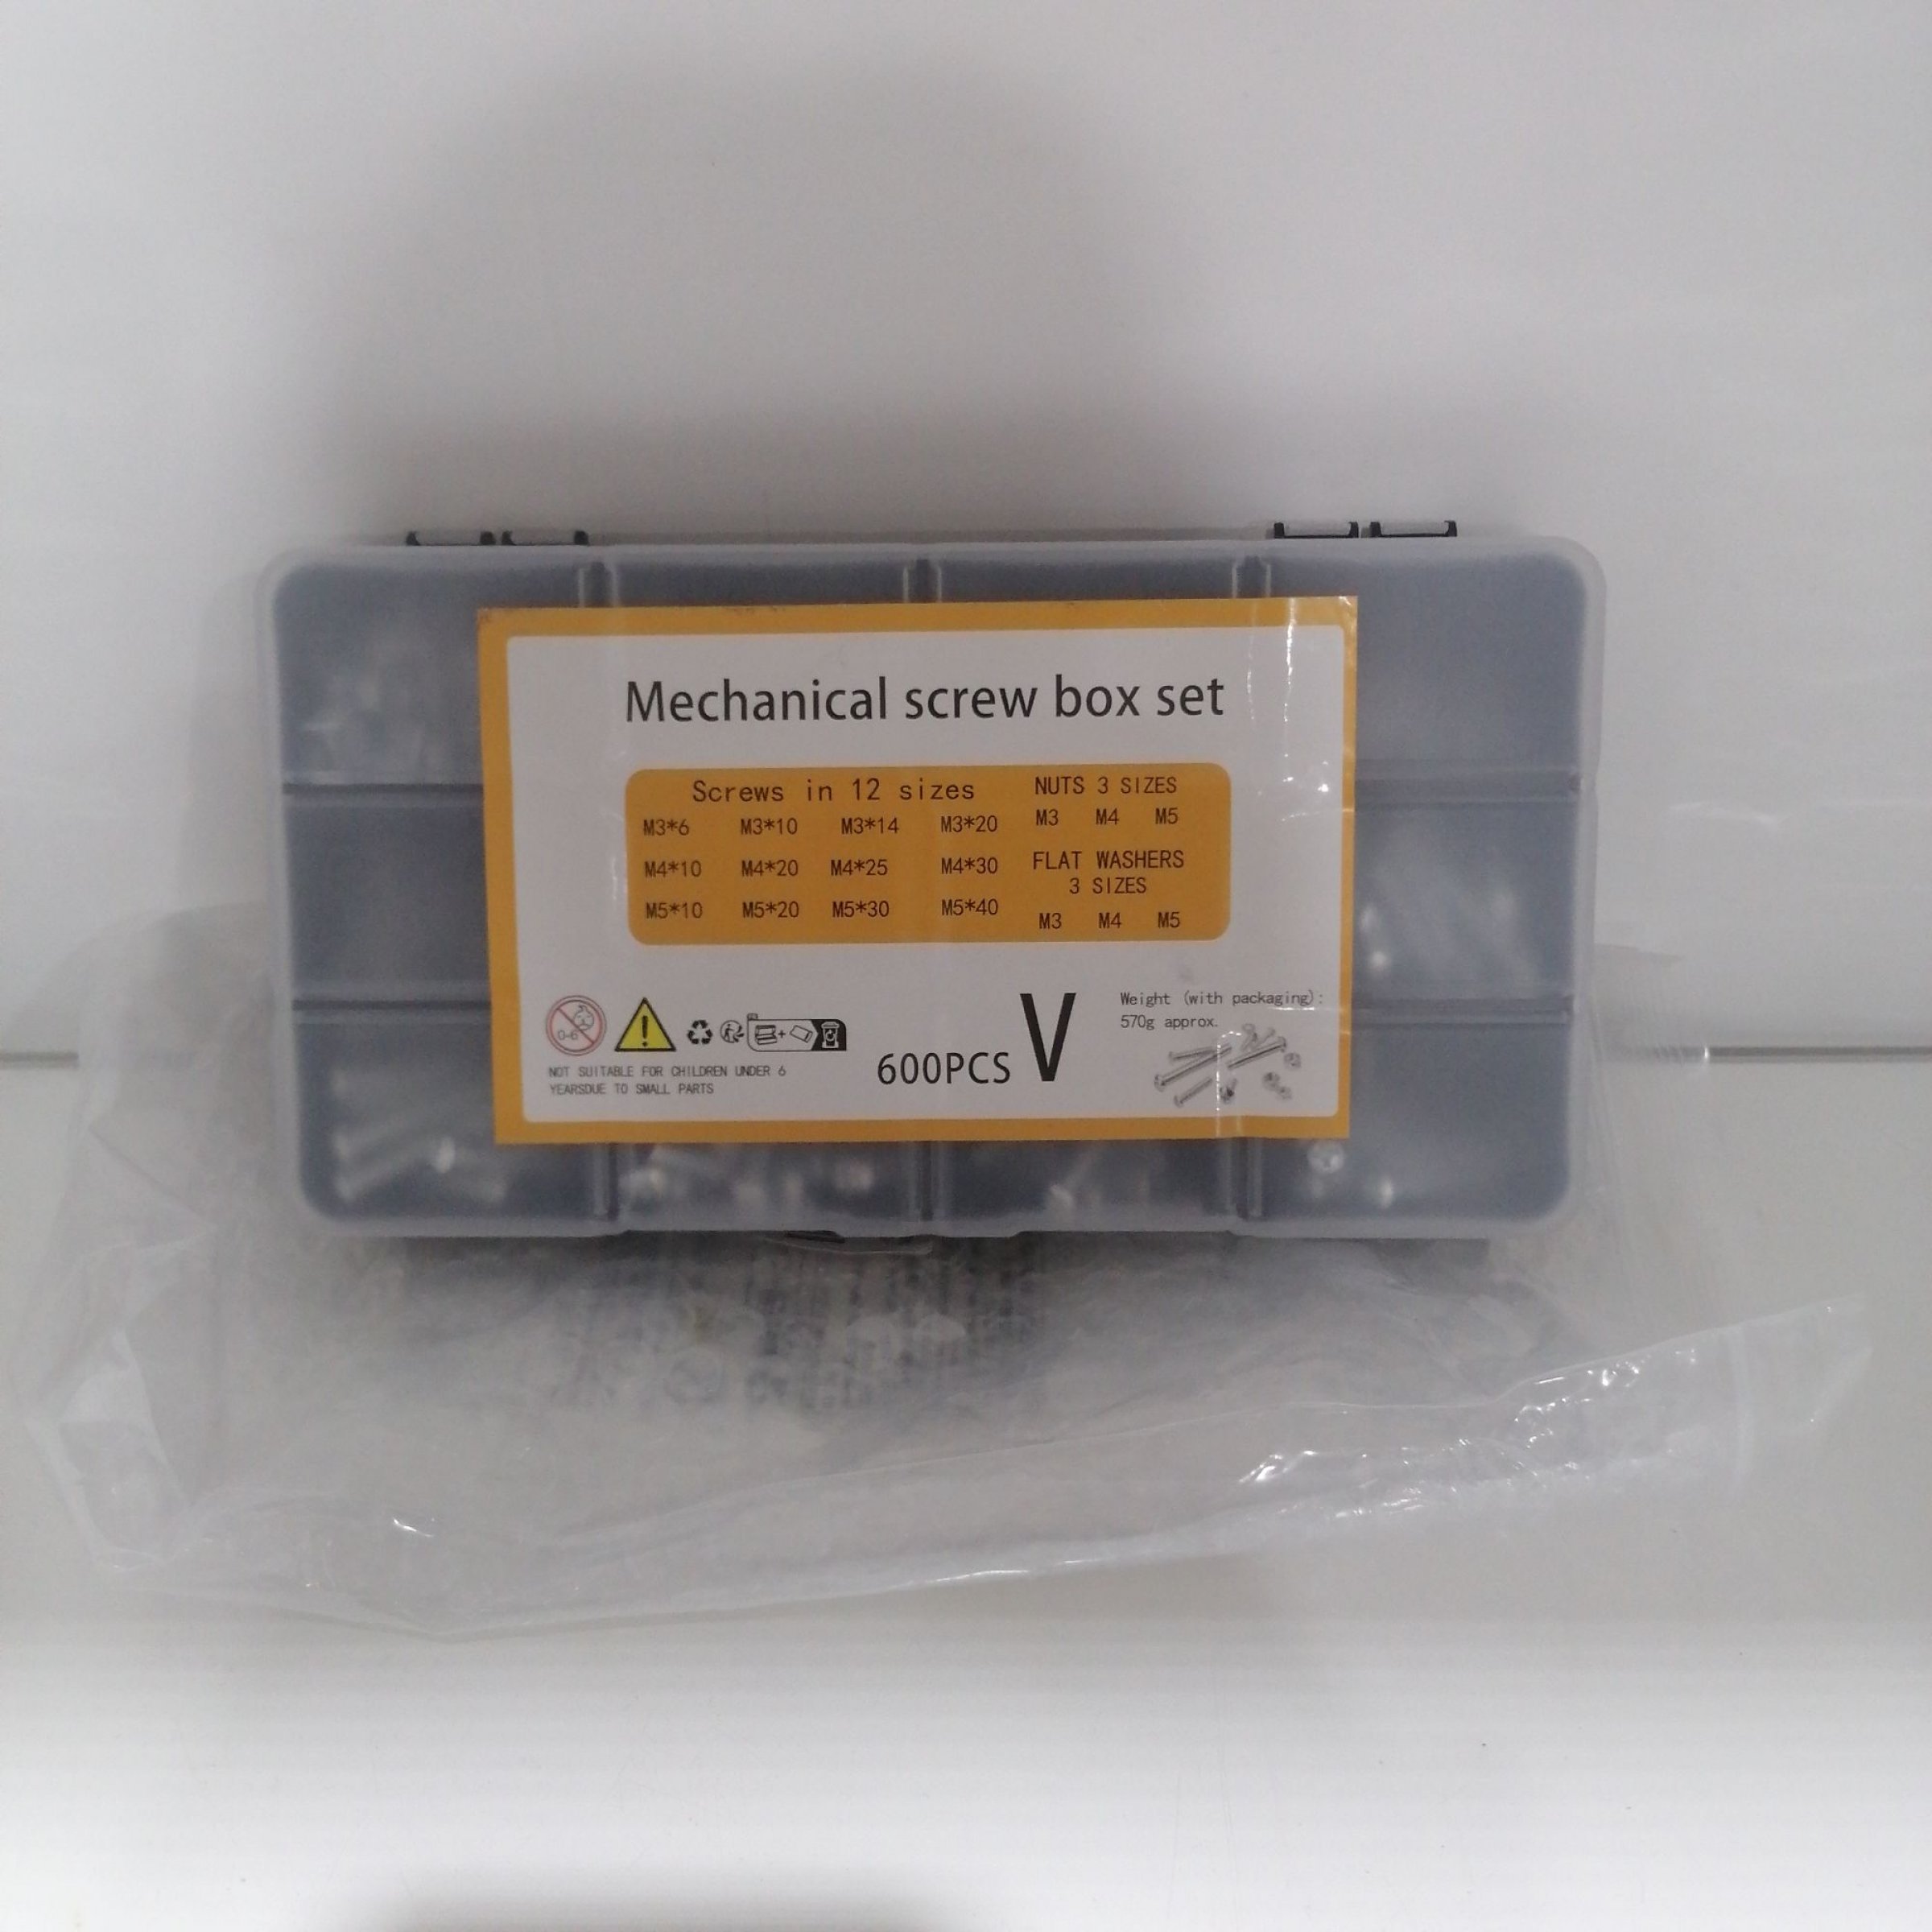 Mechanical screw box set
Screws in 12 sizes
M3*6 M3*10 M3*14 M3*20
M4*10 M4*20 M4*25 M4*30
M5*10 M5*20 M5*30 M5*40
NUTS 3 SIZES
M3 M4 M5
FLAT WASHERS
3 SIZES
M3 M4 M5
0-6
NOT SUITABLE FOR CHILDREN UNDER 6
YEARSDUE TO SMALL PARTS
600PCS V
Weight (with packaging):
570g approx.